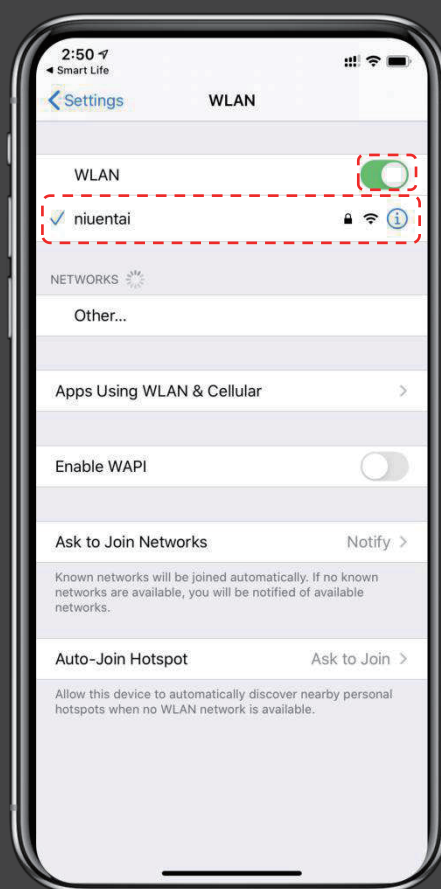 2:50
Smart Life
Settings WLAN
WLAN
niuentai
NETWORKS
Other...
Apps Using WLAN & Cellular
Enable WAPI
Ask to Join Networks Notify
Known networks will be joined automatically. If no known
networks are available, you will be notified of available
networks.
Auto-Join Hotspot Ask to Join
Allow this device to automatically discover nearby personal
hotspots when no WLAN network is available.